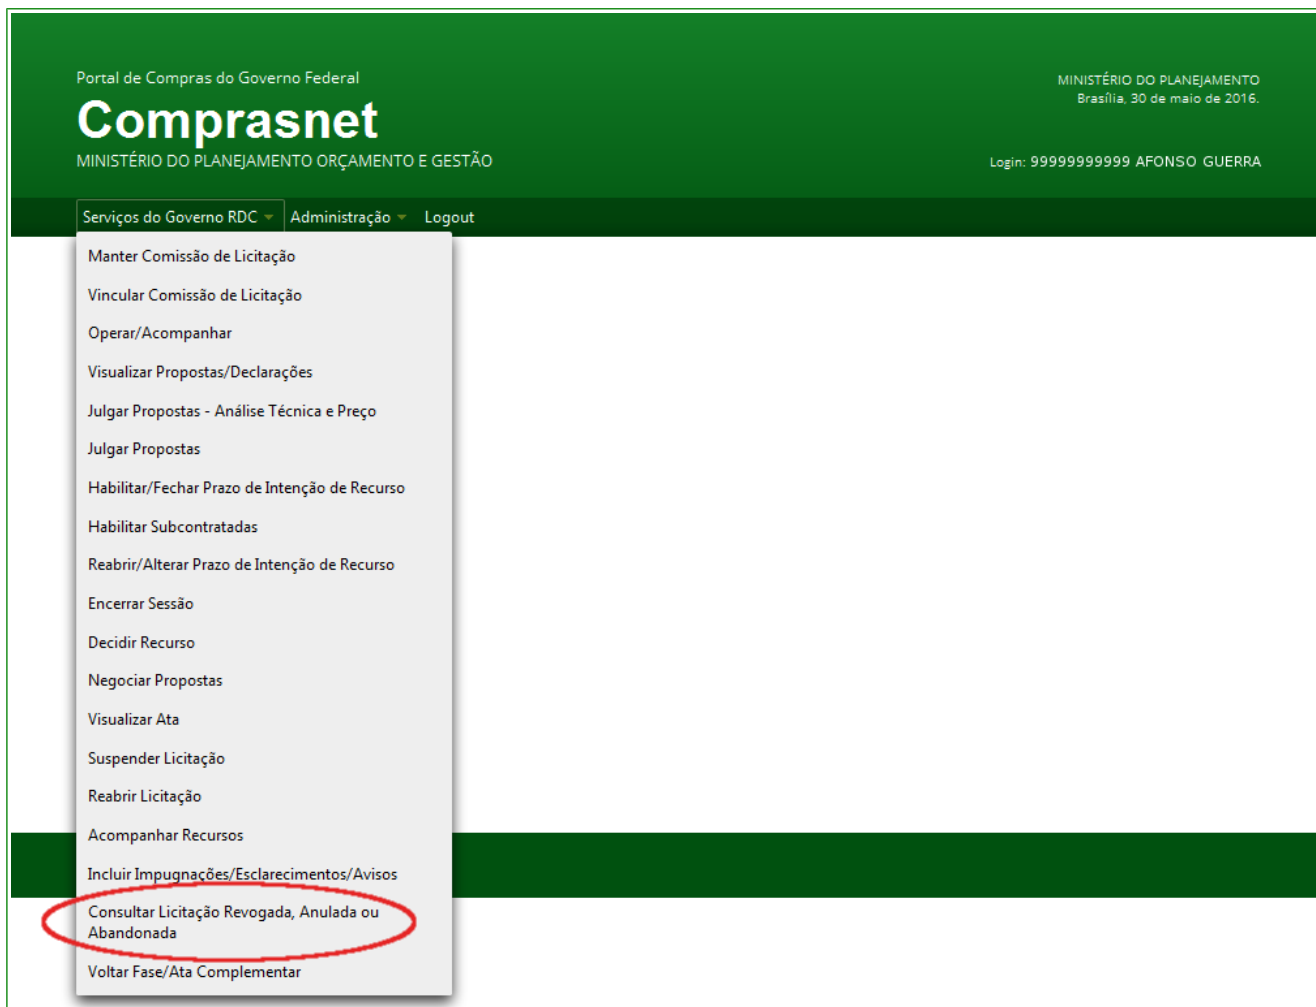 Portal de Compras do Governo Federal
Comprasnet
MINISTÉRIO DO PLANEJAMENTO ORÇAMENTO E GESTÃO
MINISTÉRIO DO PLANEJAMENTO
Brasília, 30 de maio de 2016.
Login: 99999999999 AFONSO GUERRA
Serviços do Governo RDC Administração Logout
Manter Comissão de Licitação
Vincular Comissão de Licitação
Operar/Acompanhar
Visualizar Propostas/Declarações
Julgar Propostas - Análise Técnica e Preço
Julgar Propostas
Habilitar/Fechar Prazo de Intenção de Recurso
Habilitar Subcontratadas
Reabrir/Alterar Prazo de Intenção de Recurso
Encerrar Sessão
Decidir Recurso
Negociar Propostas
Visualizar Ata
Suspender Licitação
Reabrir Licitação
Acompanhar Recursos
Incluir Impugnações/Esclarecimentos/Avisos
Consultar Licitação Revogada, Anulada ou
Abandonada
Voltar Fase/Ata Complementar